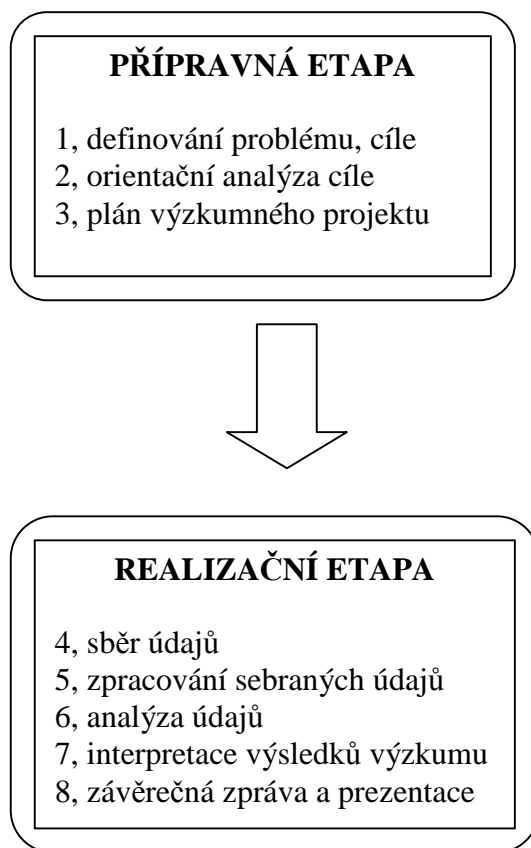 PŘÍPRAVNÁ ETAPA
1, definování problému, cíle
2, orientační analýza cíle
3, plán výzkumného projektu
REALIZAČNÍ ETAPA
4, sběr údajů
5, zpracování sebraných údajů
6, analýza údajů
7, interpretace výsledků výzkumu
8, závěrečná zpráva a prezentace